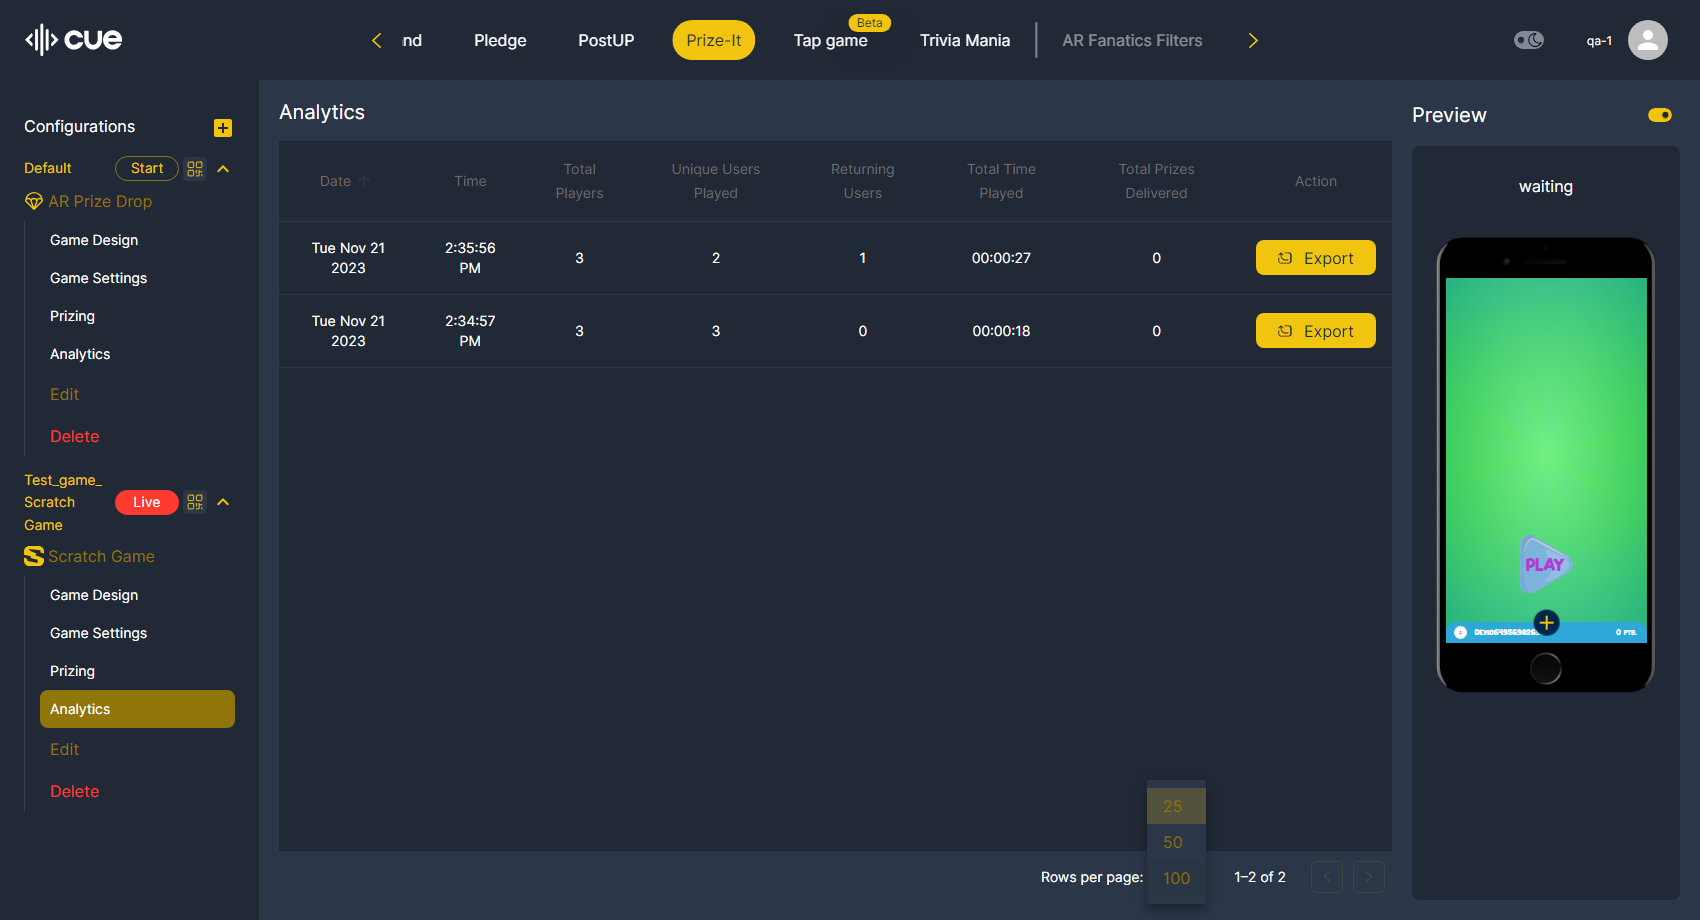 cue
nd
Pledge
PostUP
Prize-It
Beta
Tap game
Trivia Mania
AR Fanatics Filters
qa-1
Configurations
Default
Start
AR Prize Drop
Game Design
Game Settings
Prizing
Analytics
Edit
Delete
Test_game_
Scratch
Game
Live
Scratch Game
Game Design
Game Settings
Prizing
Analytics
Edit
Delete
Analytics
Date
Time
Total
Players
Unique Users
Played
Returning
Users
Total Time
Played
Total Prizes
Delivered
Action
Tue Nov 21
2023
2:35:56
PM
3
2
1
00:00:27
0
Export
Tue Nov 21
2023
2:34:57
PM
3
3
0
00:00:18
0
Export
25
50
100
Rows per page:
1–2 of 2
Preview
waiting
PLAY
0 PTS.